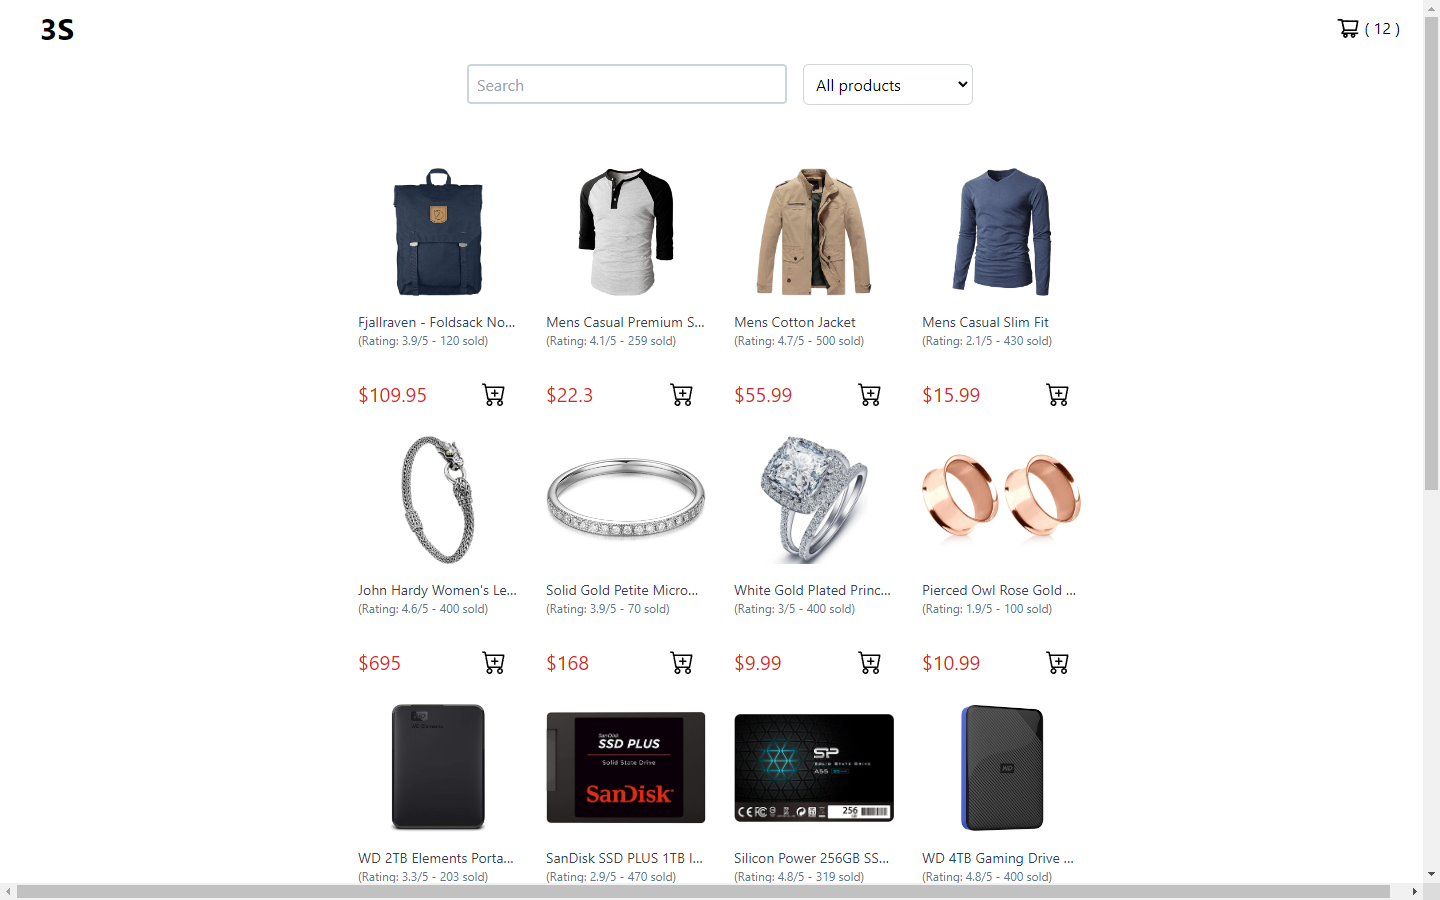 3S
( 12 )
Search
All products
Fjallraven - Foldsack No...
(Rating: 3.9/5 - 120 sold)
$109.95
Mens Casual Premium S...
(Rating: 4.1/5 - 259 sold)
$22.3
Mens Cotton Jacket
(Rating: 4.7/5 - 500 sold)
$55.99
Mens Casual Slim Fit
(Rating: 2.1/5 - 430 sold)
$15.99
John Hardy Women's Le...
(Rating: 4.6/5 - 400 sold)
$695
Solid Gold Petite Micro...
(Rating: 3.9/5 - 70 sold)
$168
White Gold Plated Princ...
(Rating: 3/5 - 400 sold)
$9.99
Pierced Owl Rose Gold ...
(Rating: 1.9/5 - 100 sold)
$10.99
WD 2TB Elements Porta...
(Rating: 3.3/5 - 203 sold)
SanDisk
SSD PLUS
Solid State Drive
SanDisk
SanDisk SSD PLUS 1TB I...
(Rating: 2.9/5 - 470 sold)
SP
SOLID STATE DRIVE
A55
256
Silicon Power 256GB SS...
(Rating: 4.8/5 - 319 sold)
WD
WD 4TB Gaming Drive ...
(Rating: 4.8/5 - 400 sold)